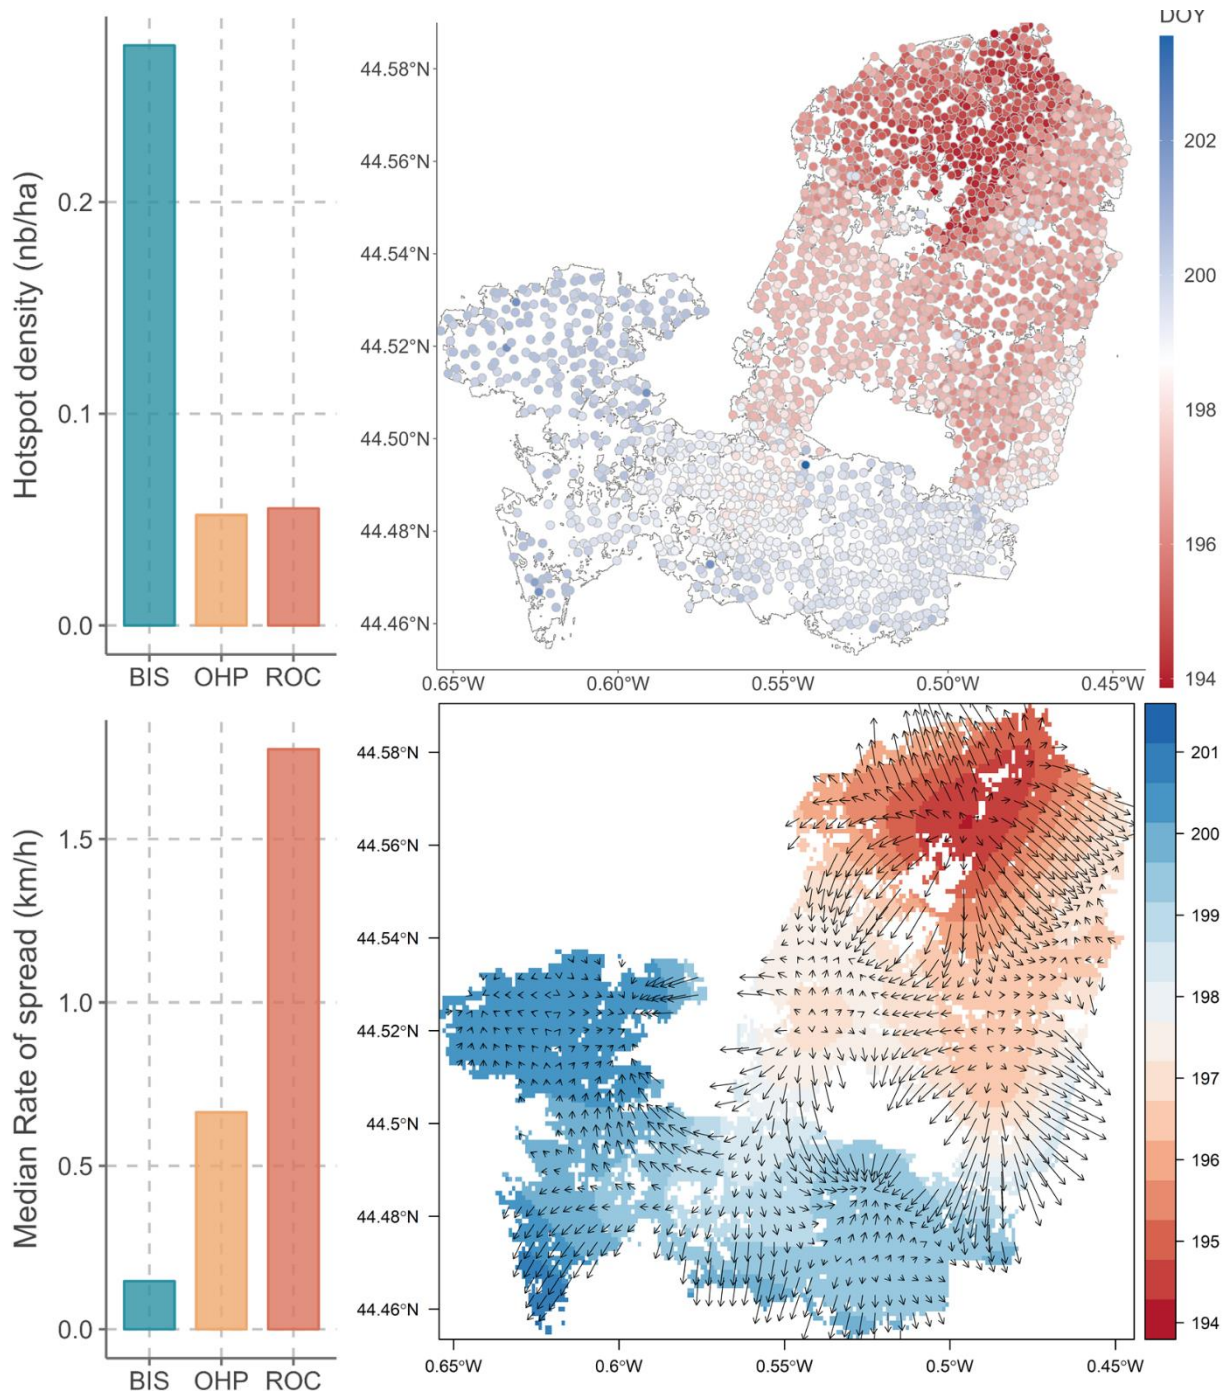 Hotspot density (nb/ha)
0.2
0.1
0.0
BIS OHP ROC
DOY
44.58°N
44.56°N
44.54°N
44.52°N
44.50°N
44.48°N
44.46°N
0.65°W 0.60°W 0.55°W 0.50°W 0.45°W
202
200
198
196
194
Median Rate of spread (km/h)
1.5
1.0
0.5
0.0
BIS OHP ROC
44.58°N
44.56°N
44.54°N
44.52°N
44.5°N
44.48°N
44.46°N
0.65°W 0.6°W 0.55°W 0.5°W 0.45°W
201
200
199
198
197
196
195
194